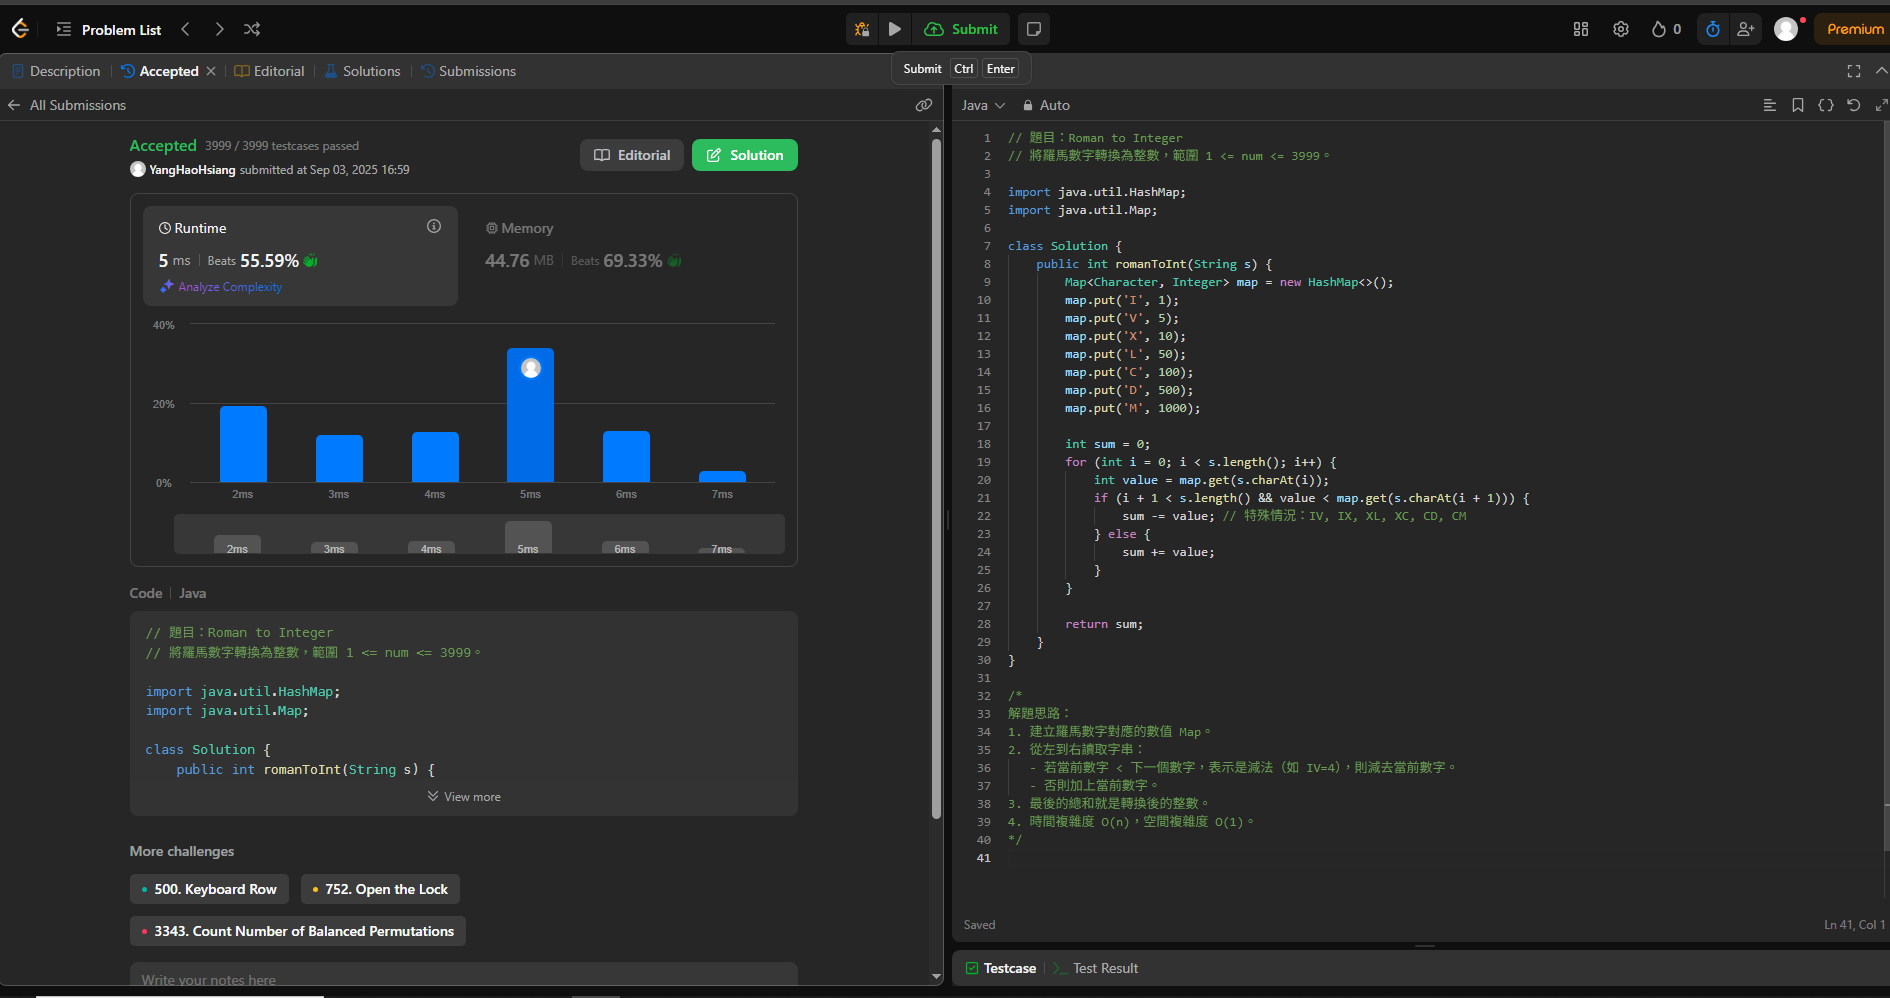 Problem List
Submit
0
Premium
Description
Accepted
Editorial
Solutions
Submissions
Submit Ctrl Enter
All Submissions
Accepted 3999 / 3999 testcases passed
YangHaoHsiang submitted at Sep 03, 2025 16:59
Editorial
Solution
Runtime
5 ms Beats 55.59%
Analyze Complexity
Memory
44.76 MB Beats 69.33%
40%
20%
0%
2ms 3ms 4ms 5ms 6ms 7ms
2ms 3ms 4ms 5ms 6ms 7ms
Code Java
// 題目：Roman to Integer
// 將羅馬數字轉換為整數，範圍 1 <= num <= 3999。
import java.util.HashMap;
import java.util.Map;
class Solution {
public int romanToInt(String s) {
View more
More challenges
500. Keyboard Row
752. Open the Lock
3343. Count Number of Balanced Permutations
Write your notes here
Java Auto
1 // 題目：Roman to Integer
2 // 將羅馬數字轉換為整數，範圍 1 <= num <= 3999。
3
4 import java.util.HashMap;
5 import java.util.Map;
6
7 class Solution {
8 public int romanToInt(String s) {
9 Map<Character, Integer> map = new HashMap<>();
10 map.put('I', 1);
11 map.put('V', 5);
12 map.put('X', 10);
13 map.put('L', 50);
14 map.put('C', 100);
15 map.put('D', 500);
16 map.put('M', 1000);
17
18 int sum = 0;
19 for (int i = 0; i < s.length(); i++) {
20 int value = map.get(s.charAt(i));
21 if (i + 1 < s.length() && value < map.get(s.charAt(i + 1))) {
22 sum -= value; // 特殊情況：IV, IX, XL, XC, CD, CM
23 } else {
24 sum += value;
25 }
26 }
27
28 return sum;
29 }
30 }
31
32 /*
33 解題思路：
34 1. 建立羅馬數字對應的數值 Map。
35 2. 從左到右讀取字串：
36 - 若當前數字 < 下一個數字，表示是減法（如 IV=4），則減去當前數字。
37 - 否則加上當前數字。
38 3. 最後的總和就是轉換後的整數。
39 4. 時間複雜度 O(n)，空間複雜度 O(1)。
40 */
41
Saved
Ln 41, Col 1
Testcase
Test Result